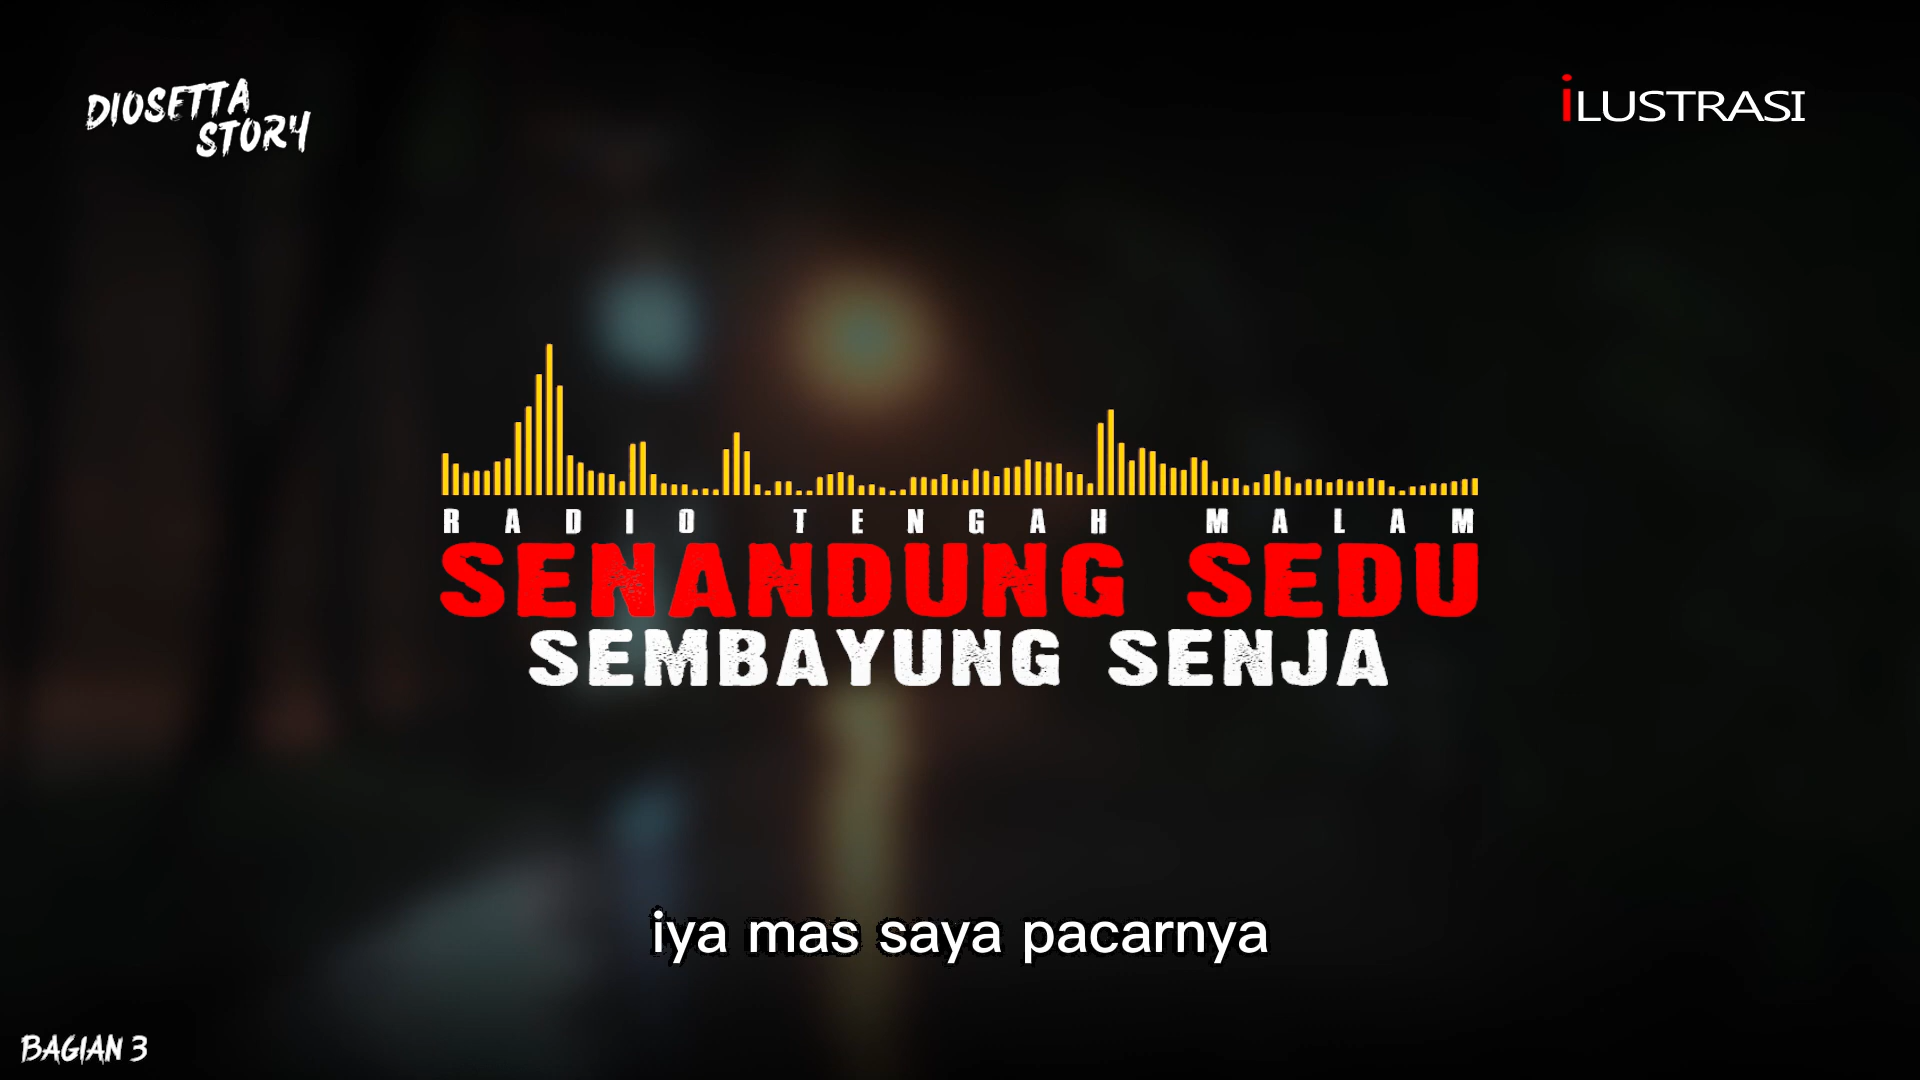 DIOSETTA
STORY
iLUSTRASI
RADIO TENGAH MALAM
SENANDUNG SEDU
SEMBAYUNG SENJA
iya mas saya pacarnya
BAGIAN 3